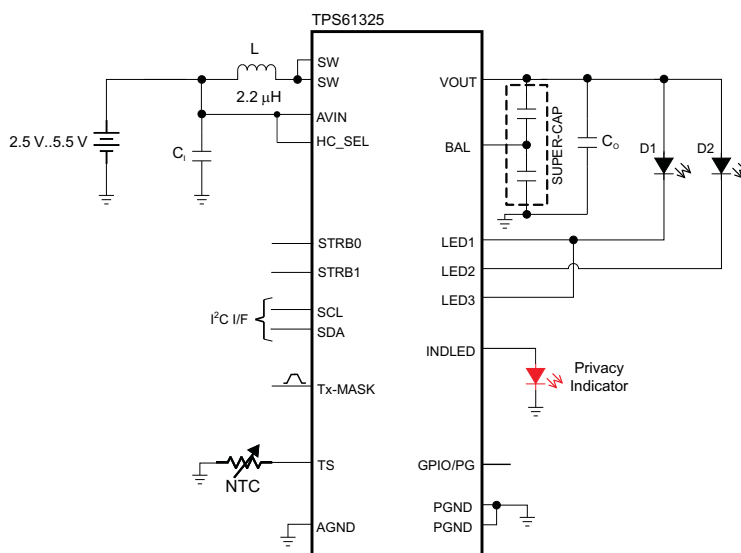 TPS61325
L
2.2 μH
2.5 V..5.5 V
C_I
SW
SW
AVIN
HC_SEL
STRB0
STRB1
I²C I/F
SCL
SDA
Tx-MASK
TS
NTC
AGND
VOUT
BAL
SUPER-CAP
C_O
D1
D2
LED1
LED2
LED3
INDLED
Privacy
Indicator
GPIO/PG
PGND
PGND